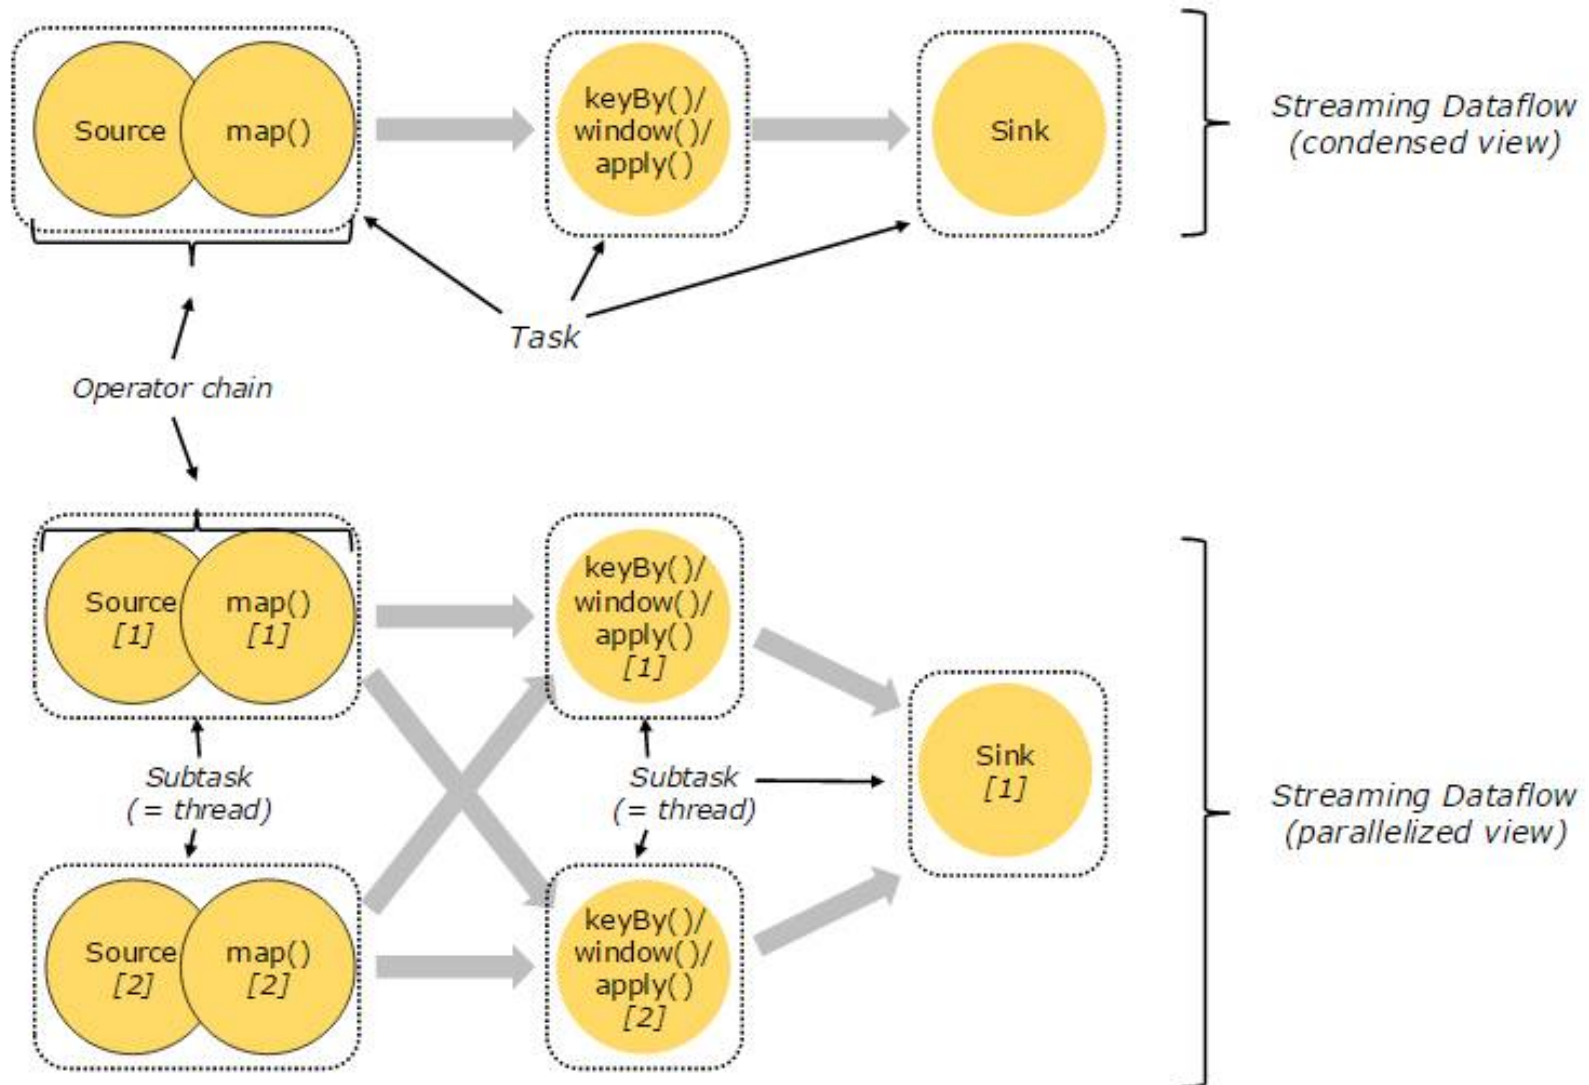 Source
map()
keyBy()/
window()/
apply()
Sink
Streaming Dataflow
(condensed view)
Task
Operator chain
Source
[1]
map()
[1]
keyBy()/
window()/
apply()
[1]
Subtask
(= thread)
Subtask
(= thread)
Sink
[1]
Streaming Dataflow
(parallelized view)
Source
[2]
map()
[2]
keyBy()/
window()/
apply()
[2]